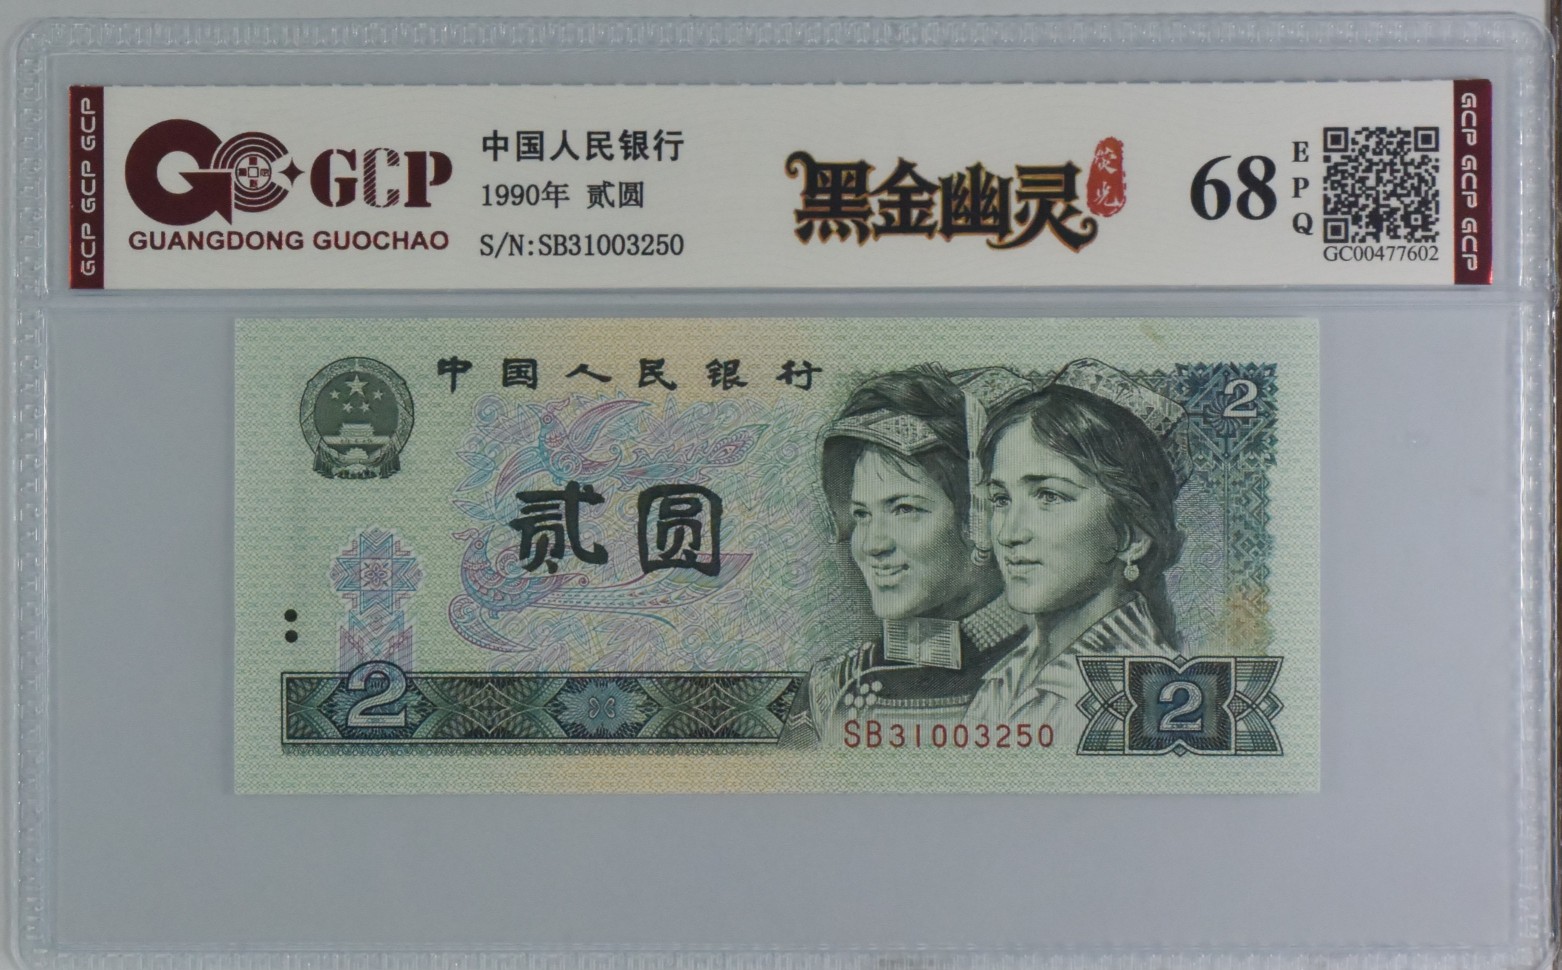 GCP GCP GCP
GCP
GUANGDONG GUOCHAO
中国人民银行
1990年 贰圆
S/N:SB31003250
黑金幽灵
荧光
68
EPQ
GC00477602
GCP GCP GCP
中国人民银行
2
贰圆
2
SB31003250
2